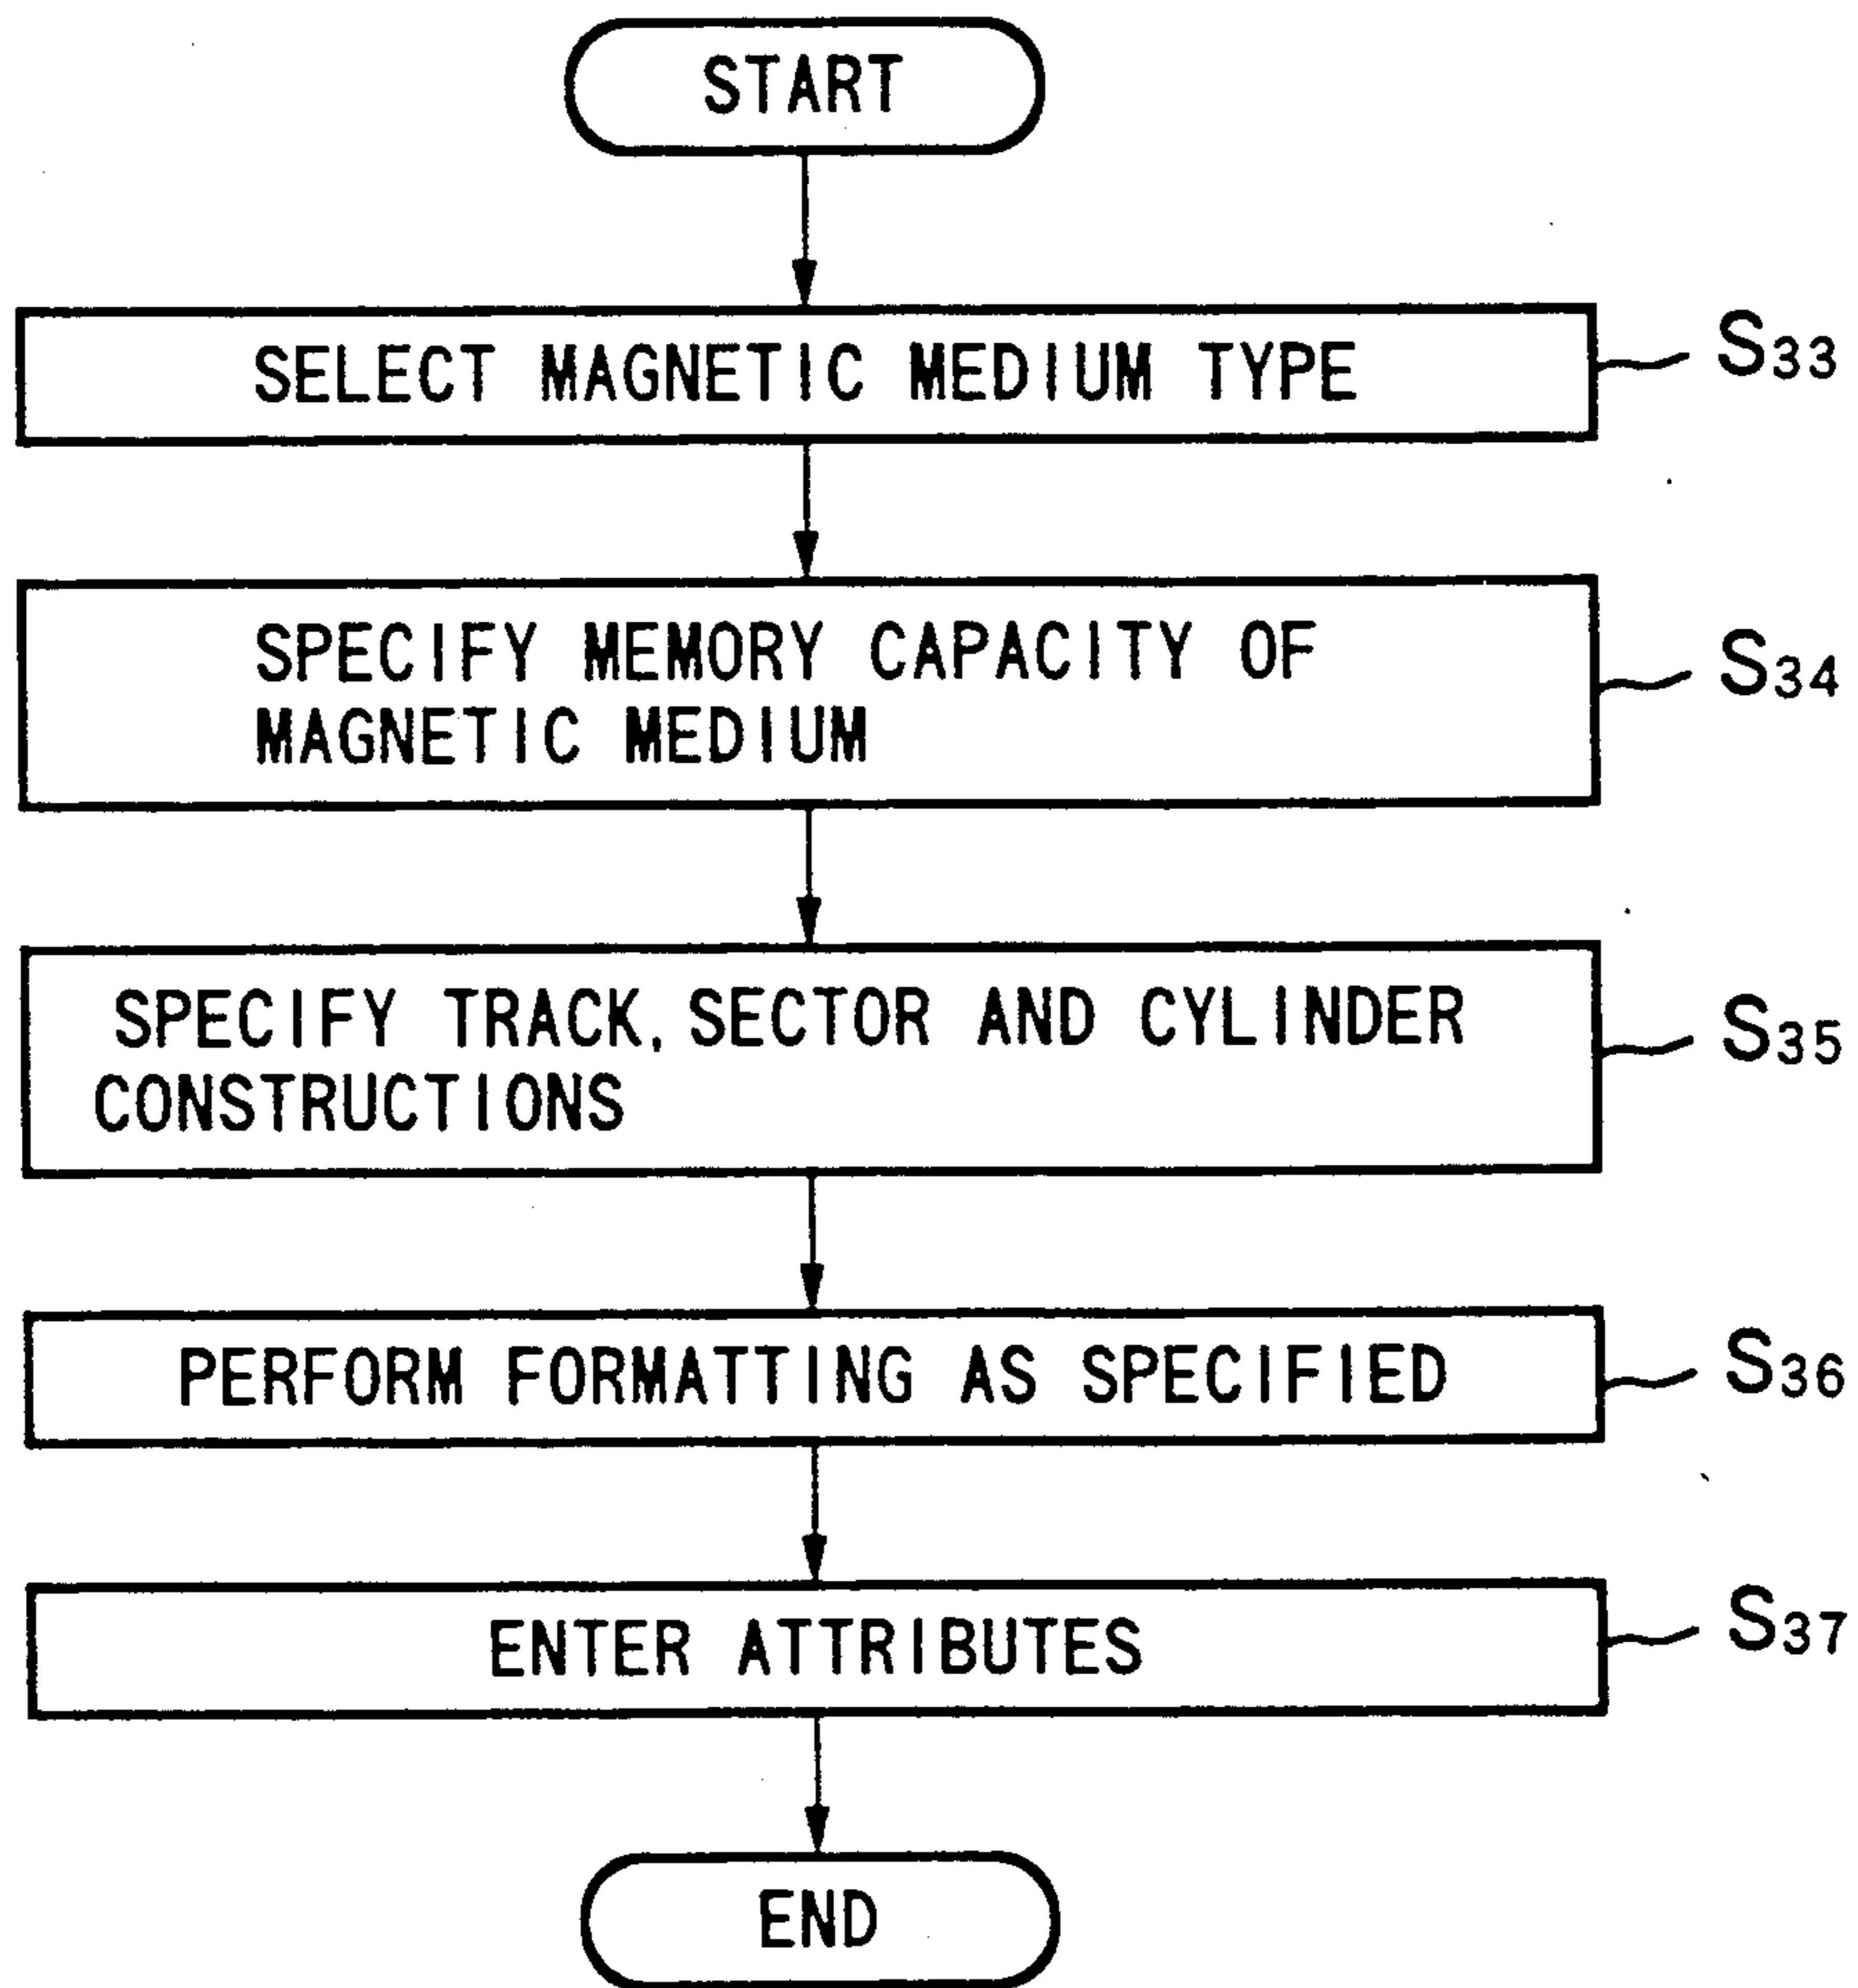 START
SELECT MAGNETIC MEDIUM TYPE
S33
SPECIFY MEMORY CAPACITY OF
MAGNETIC MEDIUM
S34
SPECIFY TRACK, SECTOR AND CYLINDER
CONSTRUCTIONS
S35
PERFORM FORMATTING AS SPECIFIED
S36
ENTER ATTRIBUTES
S37
END